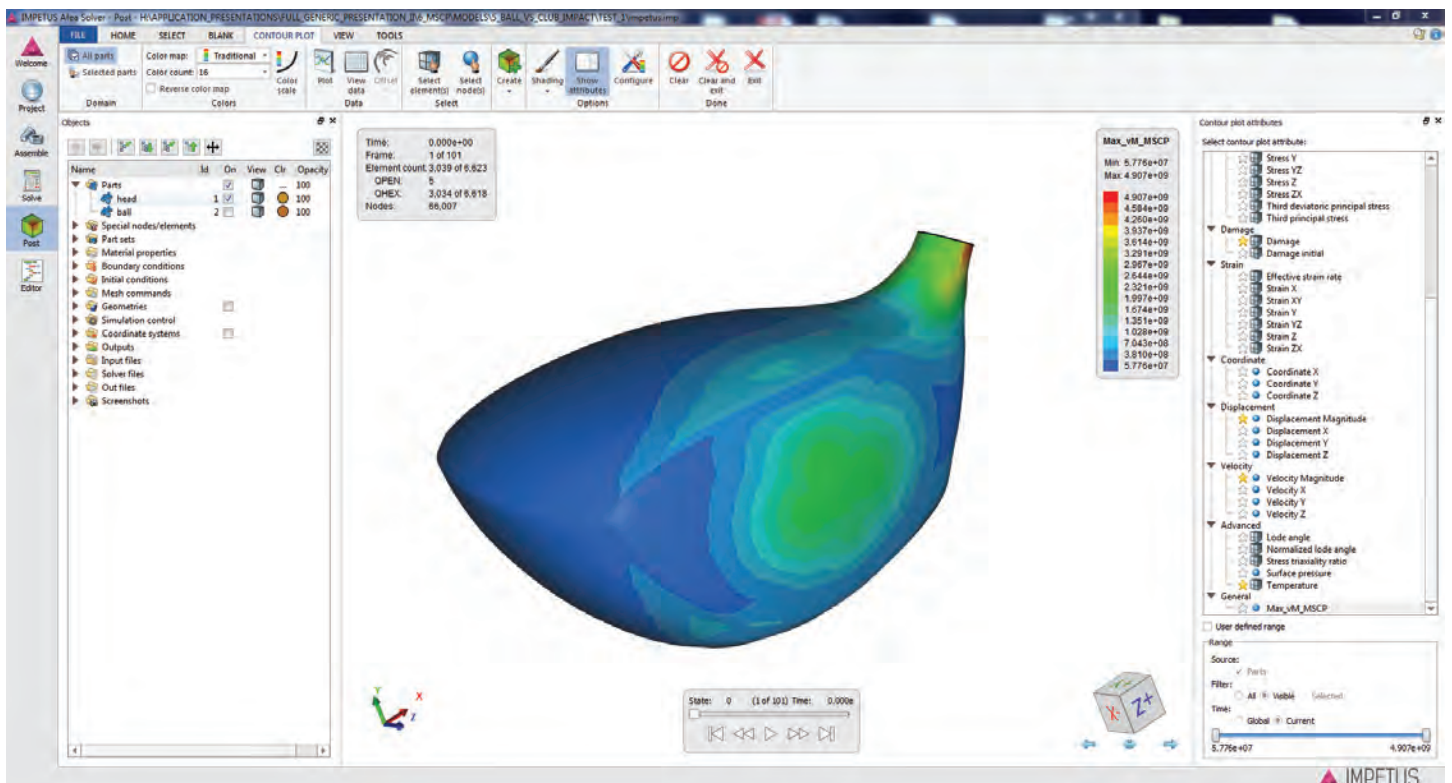 IMPETUS Afea Solver - Post - H:\APPLICATION_PRESENTATIONS\FULL_GENERIC_PRESENTATION_II\6_MSCP\MODELS\5_BALL_VS_CLUB_IMPACT\TEST_1\impetus.imp
FILE HOME SELECT BLANK CONTOUR PLOT VIEW TOOLS
All parts
Selected parts
Domain
Color map: Traditional
Color count: 16
Reverse color map
Color scale
Colors
Plot
View data
Offset
Data
Select element(s)
Select node(s)
Select
Create
Shading
Show attributes
Configure
Options
Clear
Clear and exit
Exit
Done
Welcome
Project
Assemble
Solve
Post
Editor
Objects
Name Id On View Clr Opacity
Parts ... 100
head 1 100
ball 2 100
Special nodes/elements
Part sets
Material properties
Boundary conditions
Initial conditions
Mesh commands
Geometries
Simulation control
Coordinate systems
Outputs
Input files
Solver files
Out files
Screenshots
Time: 0.000e+00
Frame: 1 of 101
Element count: 3,039 of 6,623
QPEN: 5
QHEX: 3,034 of 6,618
Nodes: 66,007
Max_vM_MSCP
Min: 5.776e+07
Max: 4.907e+09
4.907e+09
4.584e+09
4.260e+09
3.937e+09
3.614e+09
3.291e+09
2.967e+09
2.644e+09
2.321e+09
1.997e+09
1.674e+09
1.351e+09
1.028e+09
7.043e+08
3.810e+08
5.776e+07
Y
X
Z
State: 0 (1 of 101) Time: 0.000e
X-
Z+
Contour plot attributes
Select contour plot attribute:
Stress Y
Stress YZ
Stress Z
Stress ZX
Third deviatoric principal stress
Third principal stress
Damage
Damage
Damage initial
Strain
Effective strain rate
Strain X
Strain XY
Strain Y
Strain YZ
Strain Z
Strain ZX
Coordinate
Coordinate X
Coordinate Y
Coordinate Z
Displacement
Displacement Magnitude
Displacement X
Displacement Y
Displacement Z
Velocity
Velocity Magnitude
Velocity X
Velocity Y
Velocity Z
Advanced
Lode angle
Normalized lode angle
Stress triaxiality ratio
Surface pressure
Temperature
General
Max_vM_MSCP
User defined range
Range
Source:
Parts
Filter:
All Visible Selected
Time:
Global Current
5.776e+07 4.907e+09
IMPETUS